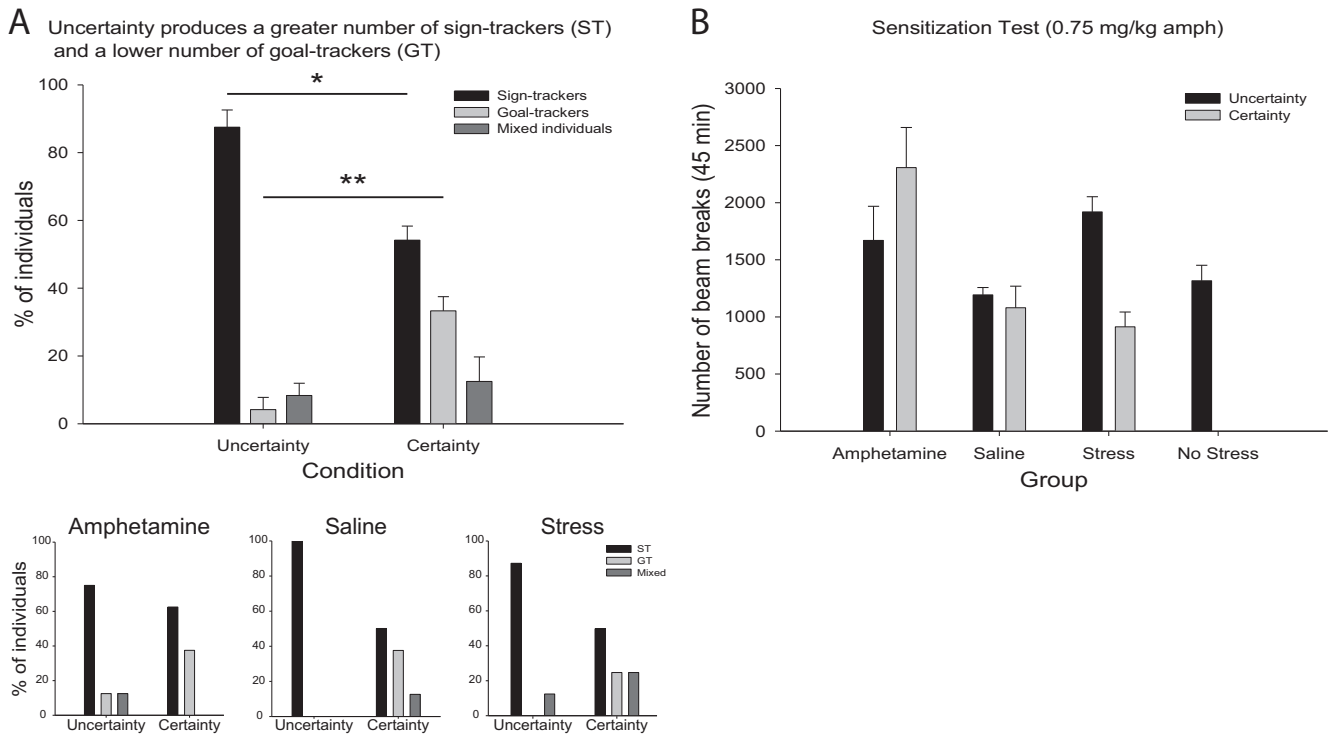 A
Uncertainty produces a greater number of sign-trackers (ST)
and a lower number of goal-trackers (GT)
100
80
60
40
20
0
% of individuals
*
**
Sign-trackers
Goal-trackers
Mixed individuals
Uncertainty
Certainty
Condition
B
Sensitization Test (0.75 mg/kg amph)
3000
2500
2000
1500
1000
500
0
Number of beam breaks (45 min)
Uncertainty
Certainty
Amphetamine
Saline
Stress
No Stress
Group
Amphetamine
100
80
60
40
20
0
% of individuals
Uncertainty
Certainty
Saline
100
80
60
40
20
0
Uncertainty
Certainty
Stress
100
80
60
40
20
0
ST
GT
Mixed
Uncertainty
Certainty